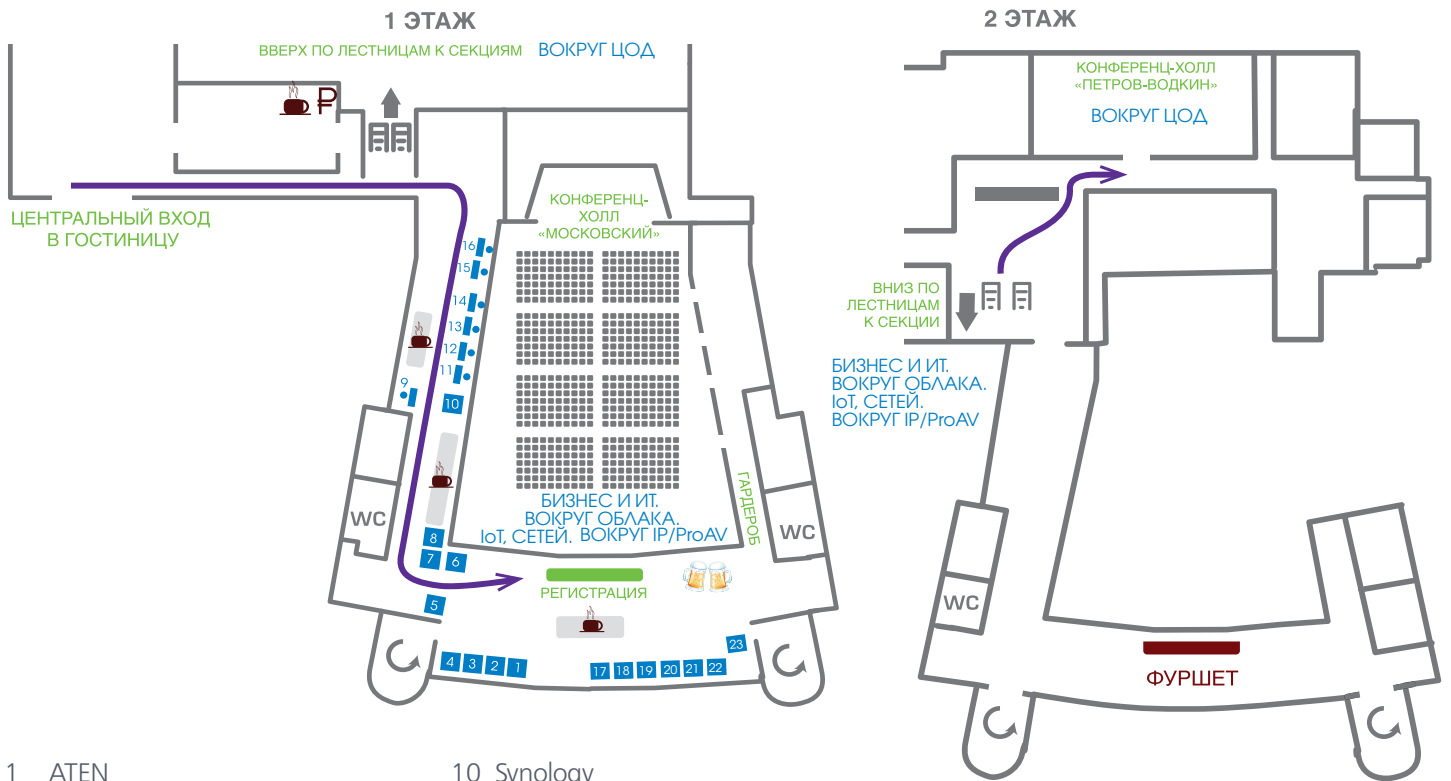 1 ЭТАЖ
ВВЕРХ ПО ЛЕСТНИЦАМ К СЕКЦИЯМ ВОКРУГ ЦОД
ЦЕНТРАЛЬНЫЙ ВХОД
В ГОСТИНИЦУ
КОНФЕРЕНЦ-
ХОЛЛ
«МОСКОВСКИЙ»
16
15
14
13
12
11
9
10
БИЗНЕС И ИТ.
ВОКРУГ ОБЛАКА.
IoT, СЕТЕЙ. ВОКРУГ IP/ProAV
ГАРДЕРОБ
WC
WC
8
7
6
5
РЕГИСТРАЦИЯ
4 3 2 1
17 18 19 20 21 22
23
2 ЭТАЖ
КОНФЕРЕНЦ-ХОЛЛ
«ПЕТРОВ-ВОДКИН»
ВОКРУГ ЦОД
ВНИЗ ПО
ЛЕСТНИЦАМ
К СЕКЦИИ
БИЗНЕС И ИТ.
ВОКРУГ ОБЛАКА.
IoT, СЕТЕЙ.
ВОКРУГ IP/ProAV
WC
ФУРШЕТ
1 ATEN
10 Synology